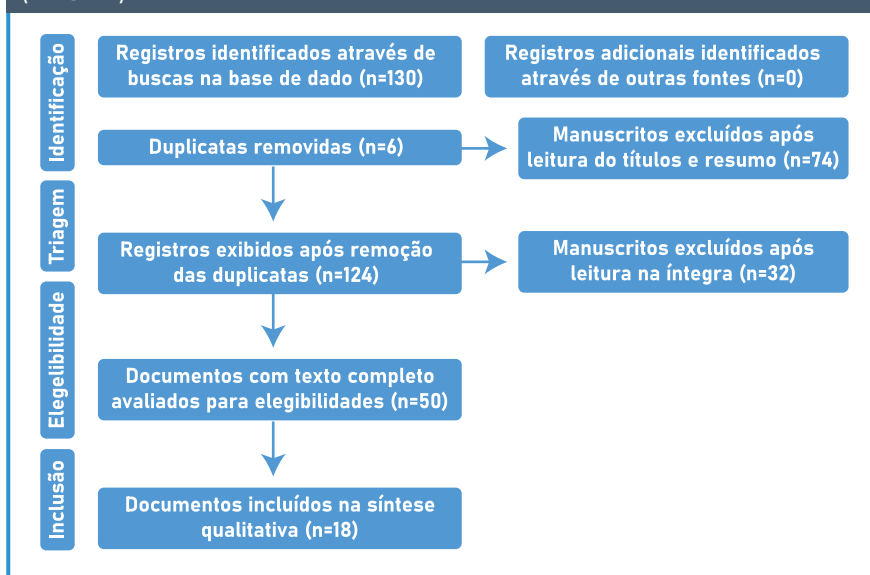 Identificação
Registros identificados através de
buscas na base de dado (n=130)
Registros adicionais identificados
através de outras fontes (n=0)
Duplicatas removidas (n=6)
Manuscritos excluídos após
leitura do títulos e resumo (n=74)
Triagem
Registros exibidos após remoção
das duplicatas (n=124)
Manuscritos excluídos após
leitura na íntegra (n=32)
Elegelibilidade
Documentos com texto completo
avaliados para elegibilidades (n=50)
Inclusão
Documentos incluídos na síntese
qualitativa (n=18)